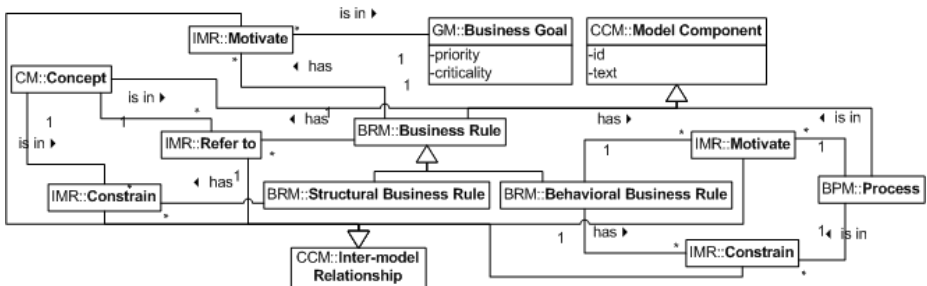 is in ▸
IMR::Motivate
*
*
GM::Business Goal
-priority
-criticality
1
CCM::Model Component
-id
-text
◂ has
1
CM::Concept
is in ▸
1
1
*
is in ▸
◂ has
1
BRM::Business Rule
has ▸
◂ is in
IMR::Refer to
*
1
*
IMR::Motivate
*
1
◂ has
1
BRM::Structural Business Rule
BRM::Behavioral Business Rule
BPM::Process
IMR::Constrain
*
*
1
has ▸
*
1
◂ is in
IMR::Constrain
*
CCM::Inter-model
Relationship